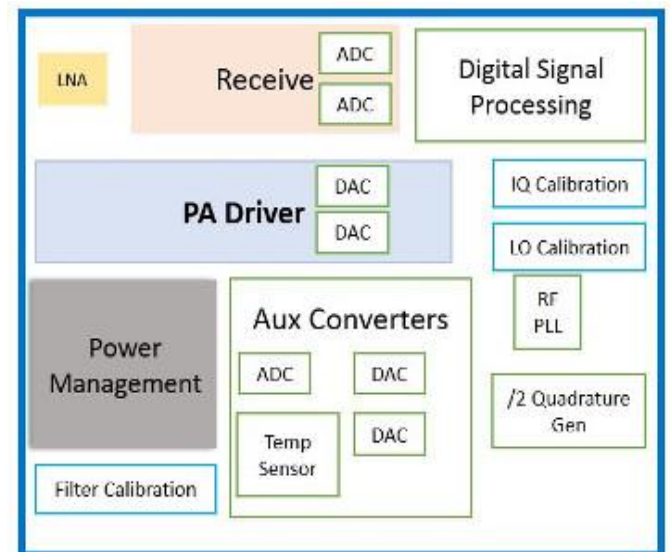 LNA
Receive
ADC
ADC
Digital Signal
Processing
PA Driver
DAC
DAC
IQ Calibration
LO Calibration
RF
PLL
Power
Management
Aux Converters
ADC
DAC
Temp
Sensor
DAC
/2 Quadrature
Gen
Filter Calibration